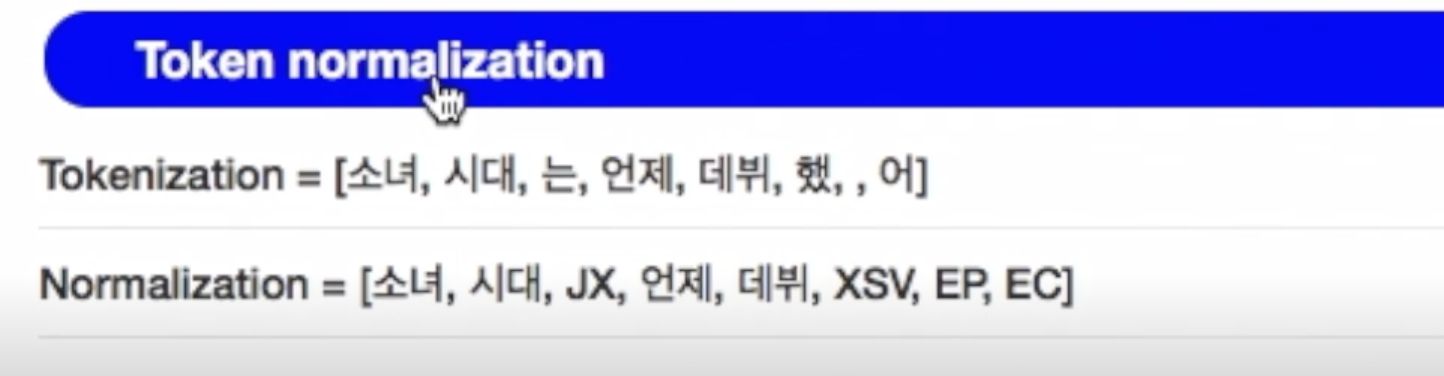 Token normalization
Tokenization = [소녀, 시대, 는, 언제, 데뷔, 했, , 어]
Normalization = [소녀, 시대, JX, 언제, 데뷔, XSV, EP, EC]